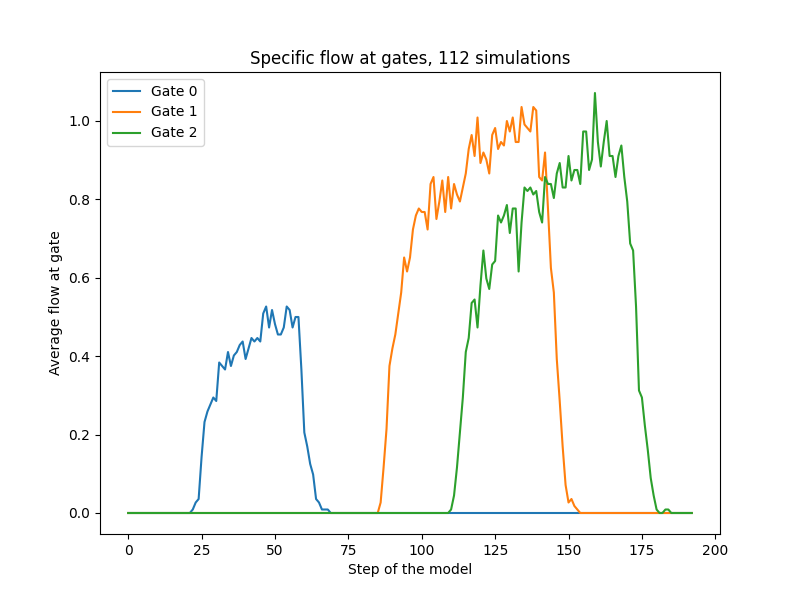 Specific flow at gates, 112 simulations
Gate 0
Gate 1
Gate 2
Average flow at gate
1.0
0.8
0.6
0.4
0.2
0.0
0 25 50 75 100 125 150 175 200
Step of the model